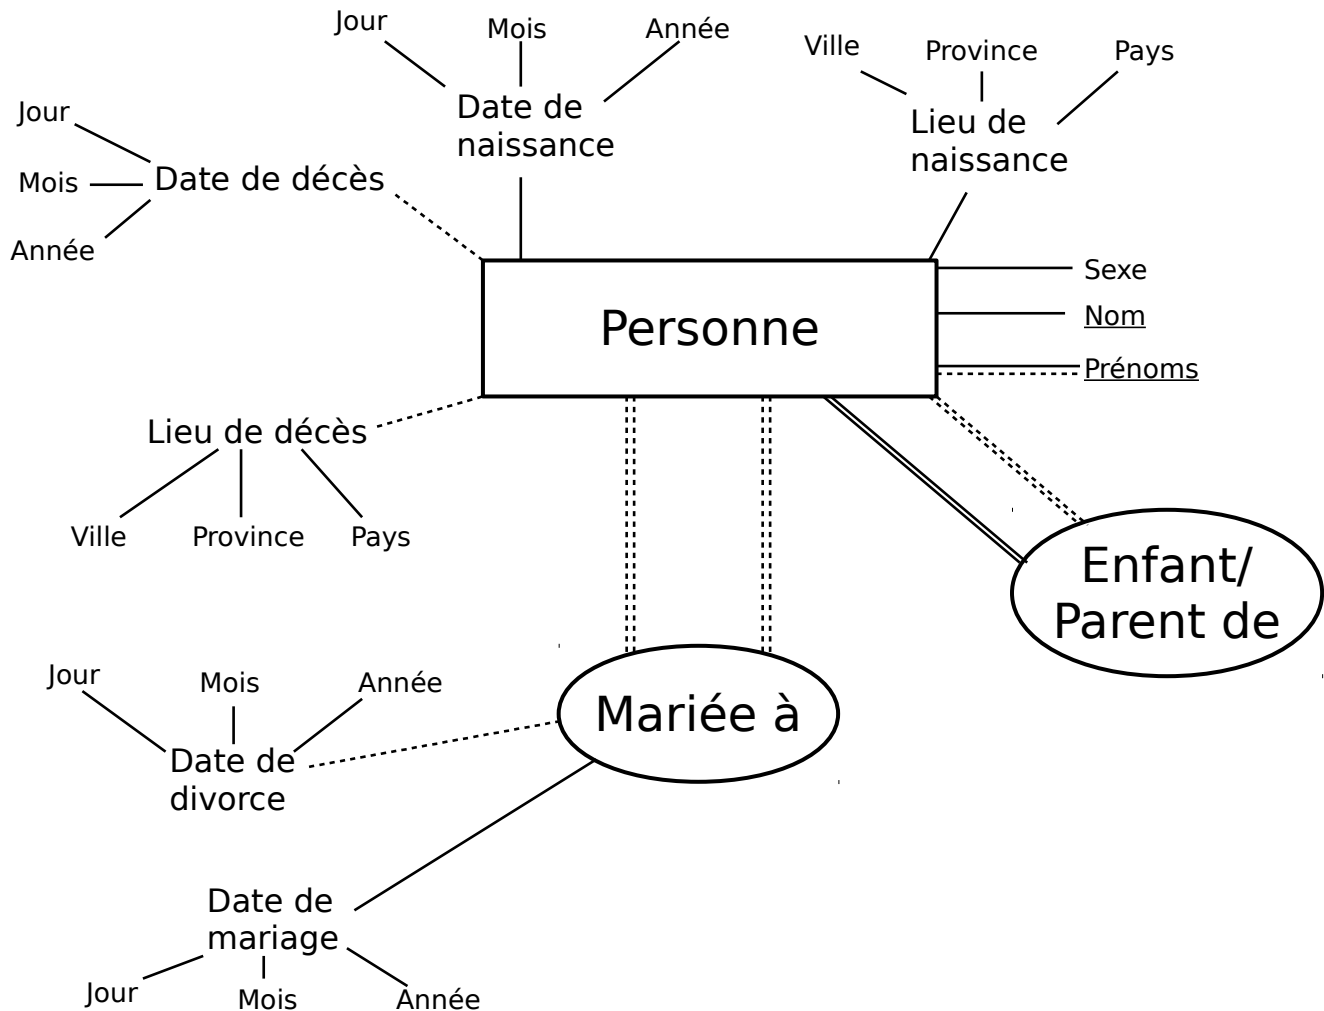 Jour
Mois
Année
Ville
Province
Pays
Date de
naissance
Lieu de
naissance
Jour
Mois
Année
Date de décès
Sexe
Nom
Prénoms
Personne
Lieu de décès
Ville
Province
Pays
Enfant/
Parent de
Mariée à
Jour
Mois
Année
Date de
divorce
Date de
mariage
Jour
Mois
Année